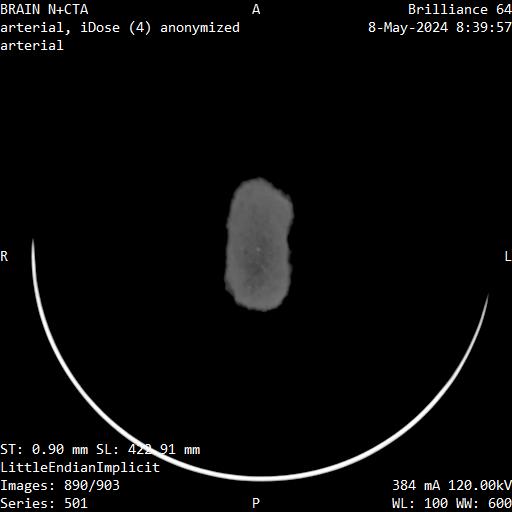 BRAIN N+CTA
arterial, iDose (4) anonymized
arterial
A
Brilliance 64
8-May-2024 8:39:57
R
L
ST: 0.90 mm SL: 422.91 mm
LittleEndianImplicit
Images: 890/903
Series: 501
P
384 mA 120.00kV
WL: 100 WW: 600